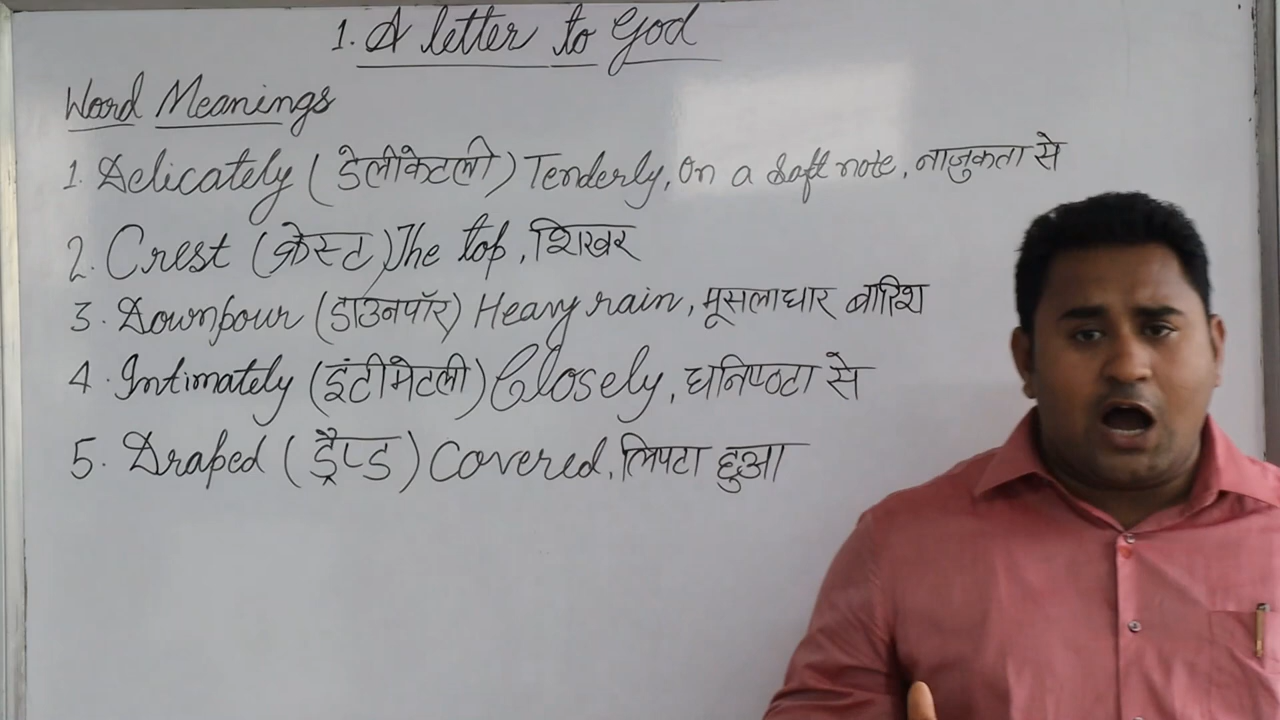 1. A letter to God
Word Meanings
1. Delicately (डेलीकेटली) Tenderly, On a soft note, नाजुकता से
2. Crest (क्रेस्ट) The top, शिखर
3. Downpour (डाउनपॉर) Heavy rain, मूसलाधार बारिश
4. Intimately (इंटीमेटली) Closely, घनिष्ठता से
5. Draped (ड्रैप्ड) Covered, लिपटा हुआ